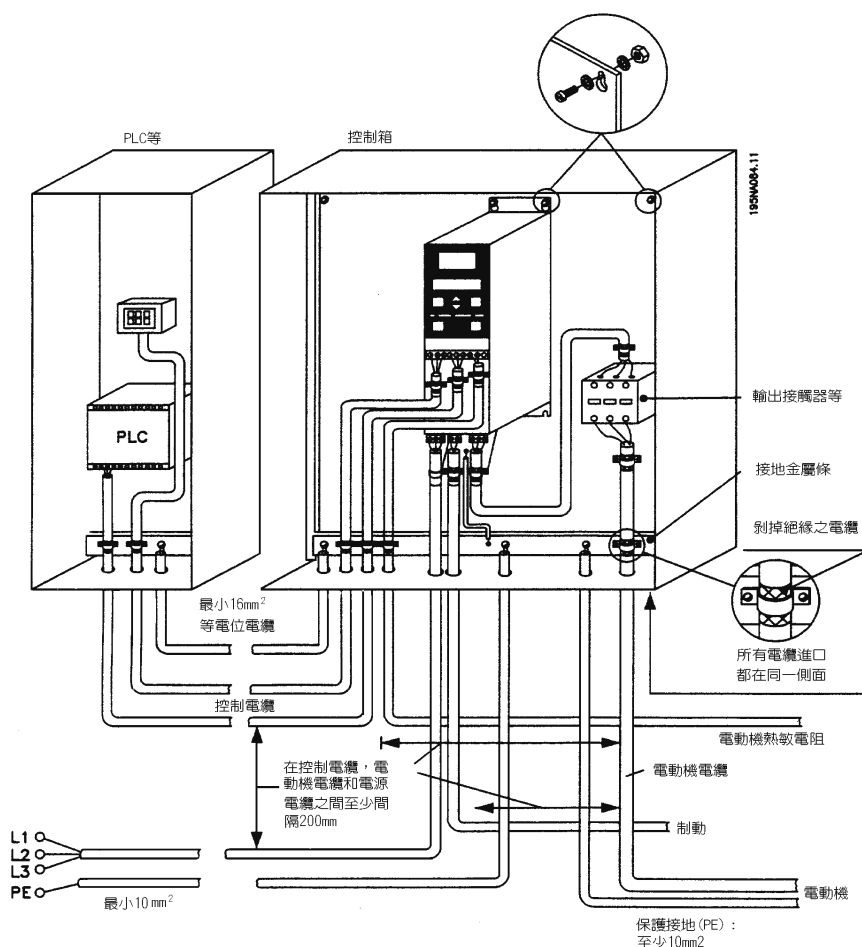 PLC等
控制箱
195NA064.11
PLC
輸出接觸器等
接地金屬條
剝掉絕緣之電纜
最小16mm²
等電位電纜
所有電纜進口
都在同一側面
控制電纜
電動機熱敏電阻
在控制電纜，電
動機電纜和電源
電纜之間至少間
隔200mm
電動機電纜
制動
L1
L2
L3
PE
最小10mm²
電動機
保護接地(PE)：
至少10mm2